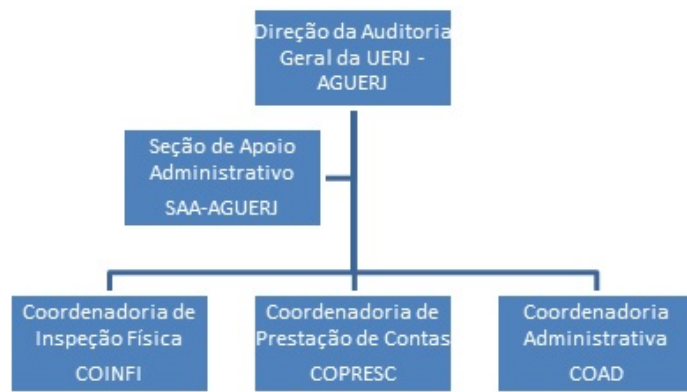 Direção da Auditoria
Geral da UERJ -
AGUERJ
Seção de Apoio
Administrativo
SAA-AGUERJ
Coordenadoria de
Inspeção Física
COINFI
Coordenadoria de
Prestação de Contas
COPRESC
Coordenadoria
Administrativa
COAD